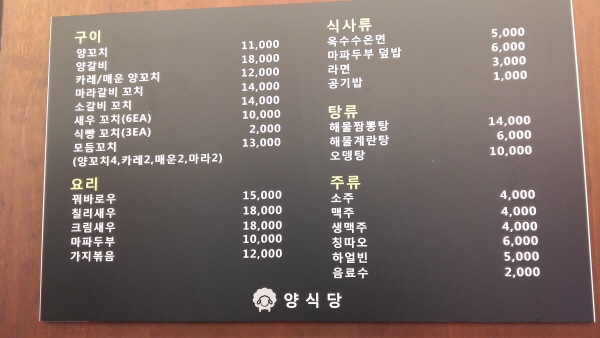 구이
양꼬치 11,000
양갈비 18,000
카레/매운 양꼬치 12,000
마라갈비 꼬치 14,000
소갈비 꼬치 14,000
새우 꼬치(6EA) 10,000
식빵 꼬치(3EA) 2,000
모듬꼬치 13,000
(양꼬치4,카레2,매운2,마라2)
요리
꿔바로우 15,000
칠리새우 18,000
크림새우 18,000
마파두부 10,000
가지볶음 12,000
식사류
옥수수온면 5,000
마파두부 덮밥 6,000
라면 3,000
공기밥 1,000
탕류
해물짬뽕탕 14,000
해물계란탕 6,000
오뎅탕 10,000
주류
소주 4,000
맥주 4,000
생맥주 4,000
칭따오 6,000
하얼빈 5,000
음료수 2,000
양식당